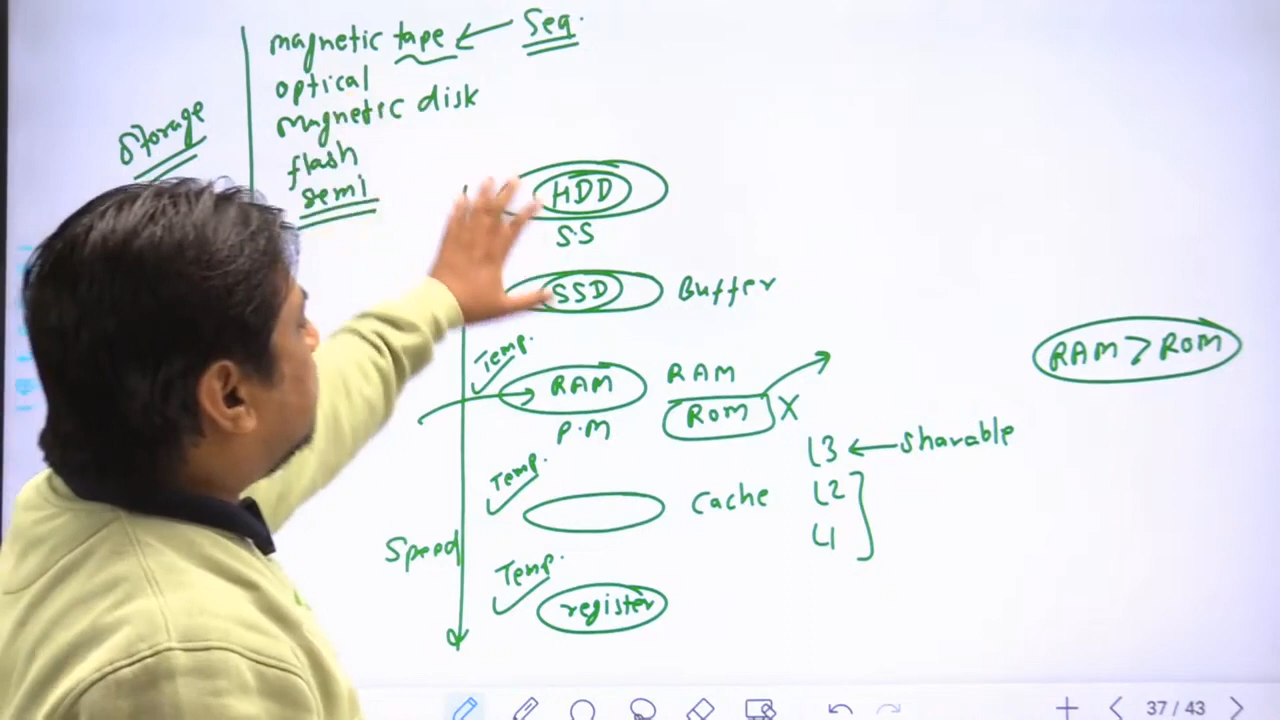 magnetic tape ← Seq.
optical
magnetic disk
flash
semi
Storage
HDD
S.S
SSD Buffer
Temp.
RAM RAM
P.M ROM X
RAM > ROM
L3 ← Sharable
Temp.
Cache L2
L1
Speed
Temp.
register
37 / 43